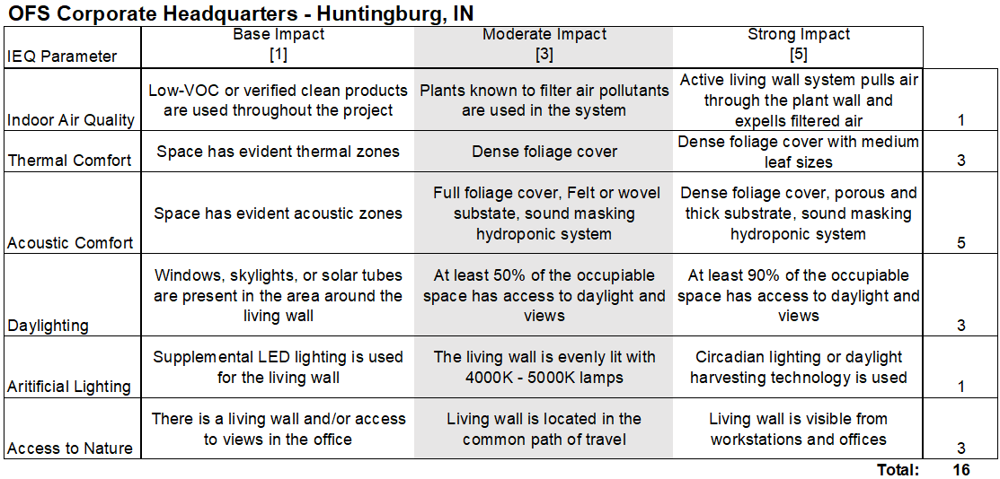 OFS Corporate Headquarters - Huntingburg, IN
IEQ Parameter
Base Impact
[1]
Moderate Impact
[3]
Strong Impact
[5]
Indoor Air Quality
Low-VOC or verified clean products
are used throughout the project
Plants known to filter air pollutants
are used in the system
Active living wall system pulls air
through the plant wall and
expells filtered air
1
Thermal Comfort
Space has evident thermal zones
Dense foliage cover
Dense foliage cover with medium
leaf sizes
3
Acoustic Comfort
Space has evident acoustic zones
Full foliage cover, Felt or wovel
substate, sound masking
hydroponic system
Dense foliage cover, porous and
thick substrate, sound masking
hydroponic system
5
Daylighting
Windows, skylights, or solar tubes
are present in the area around the
living wall
At least 50% of the occupiable
space has access to daylight and
views
At least 90% of the occupiable
space has access to daylight and
views
3
Aritificial Lighting
Supplemental LED lighting is used
for the living wall
The living wall is evenly lit with
4000K - 5000K lamps
Circadian lighting or daylight
harvesting technology is used
1
Access to Nature
There is a living wall and/or access
to views in the office
Living wall is located in the
common path of travel
Living wall is visible from
workstations and offices
3
Total: 16